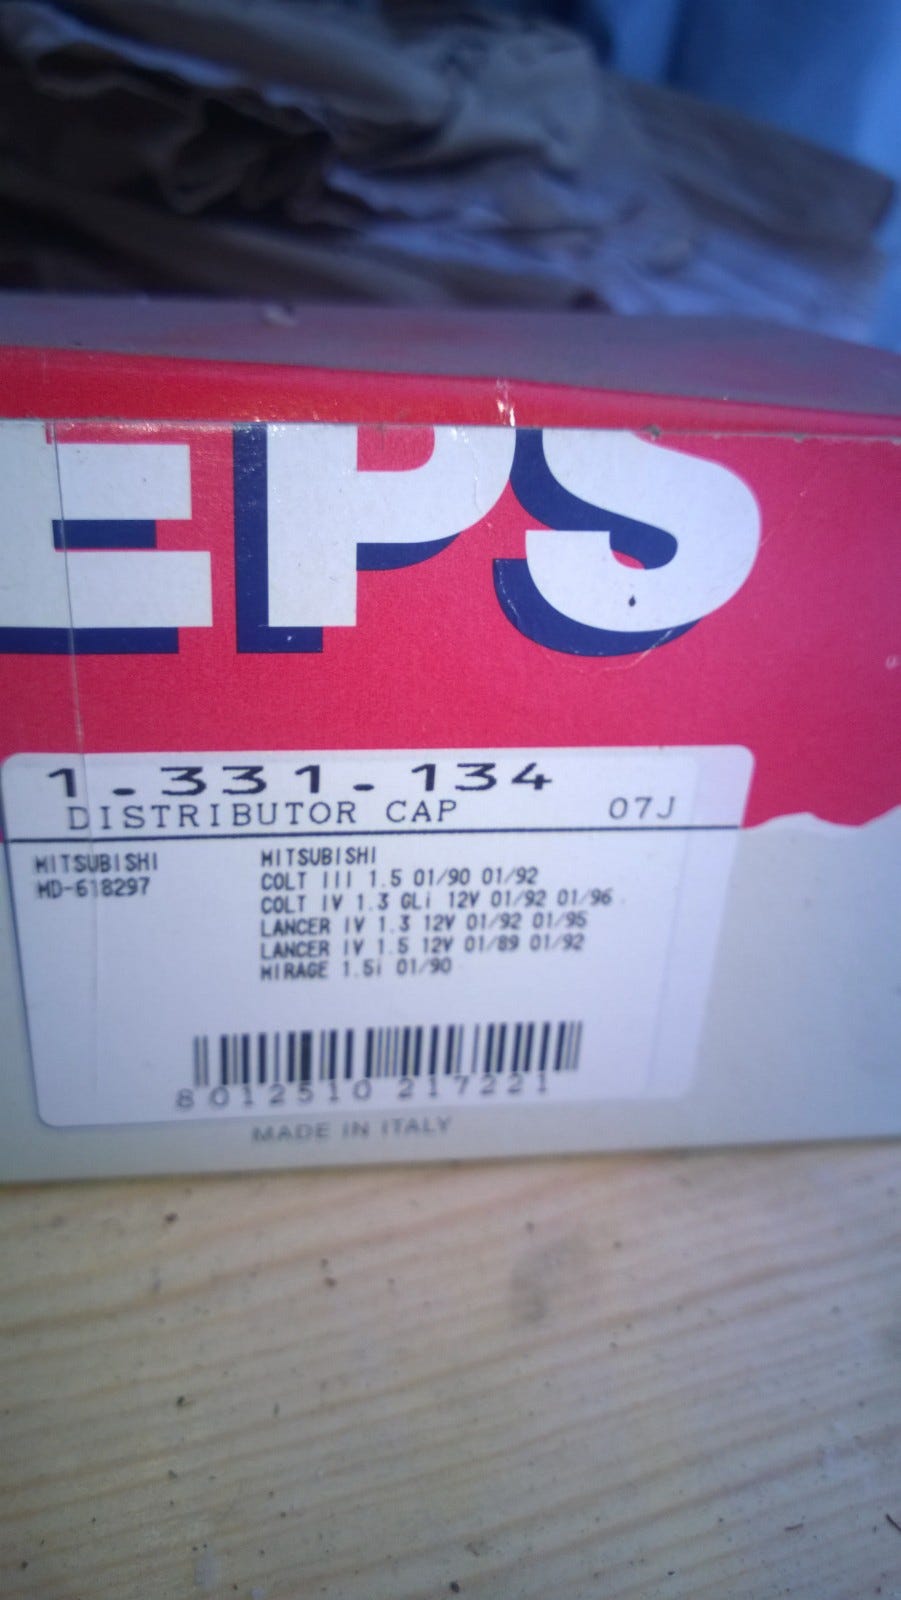 EPS
1.331.134
DISTRIBUTOR CAP 07J
MITSUBISHI
MD-618297
MITSUBISHI
COLT III 1.5 01/90 01/92
COLT IV 1.3 GLi 12V 01/92 01/96
LANCER IV 1.3 12V 01/92 01/95
LANCER IV 1.5 12V 01/89 01/92
MIRAGE 1.5i 01/90
8 012510 217221
MADE IN ITALY